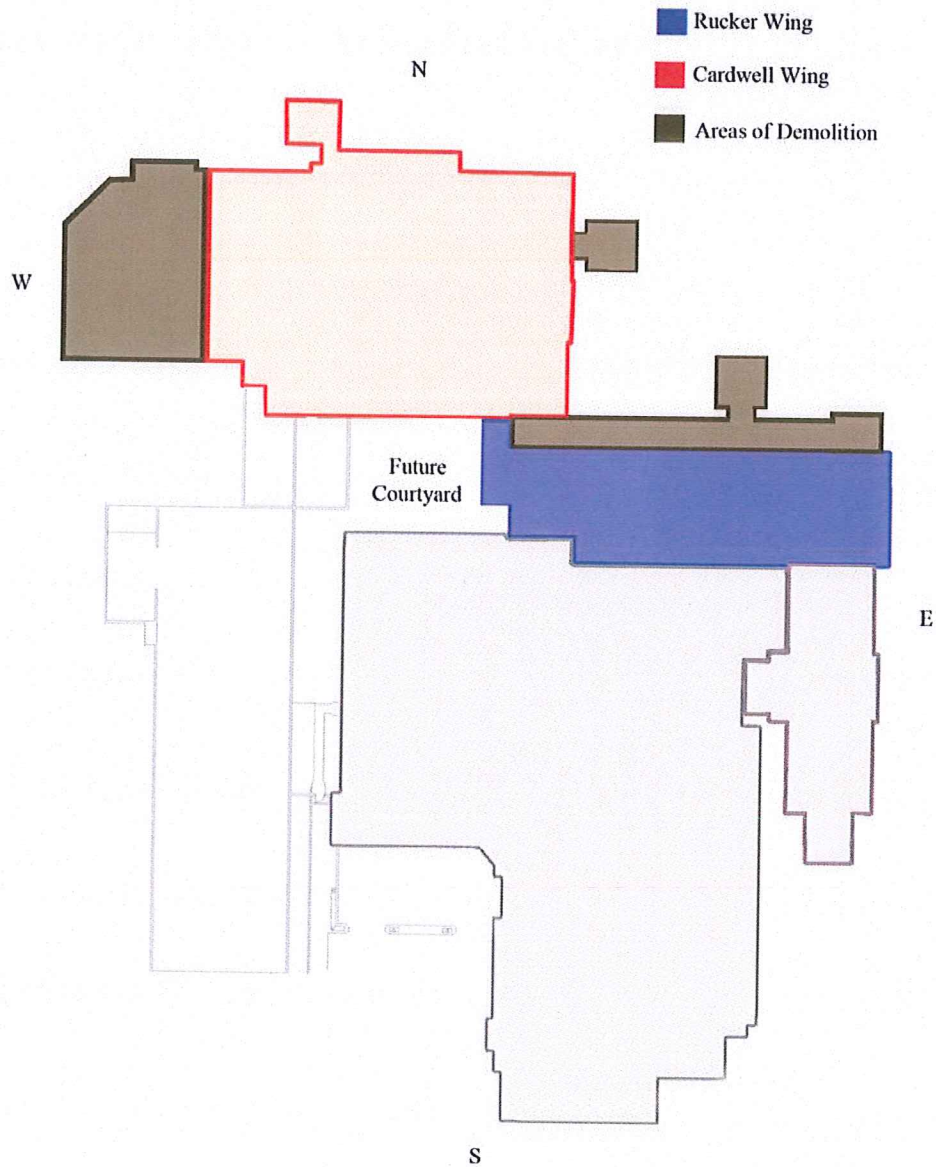 Rucker Wing
N
Cardwell Wing
Areas of Demolition
W
Future
Courtyard
E
S